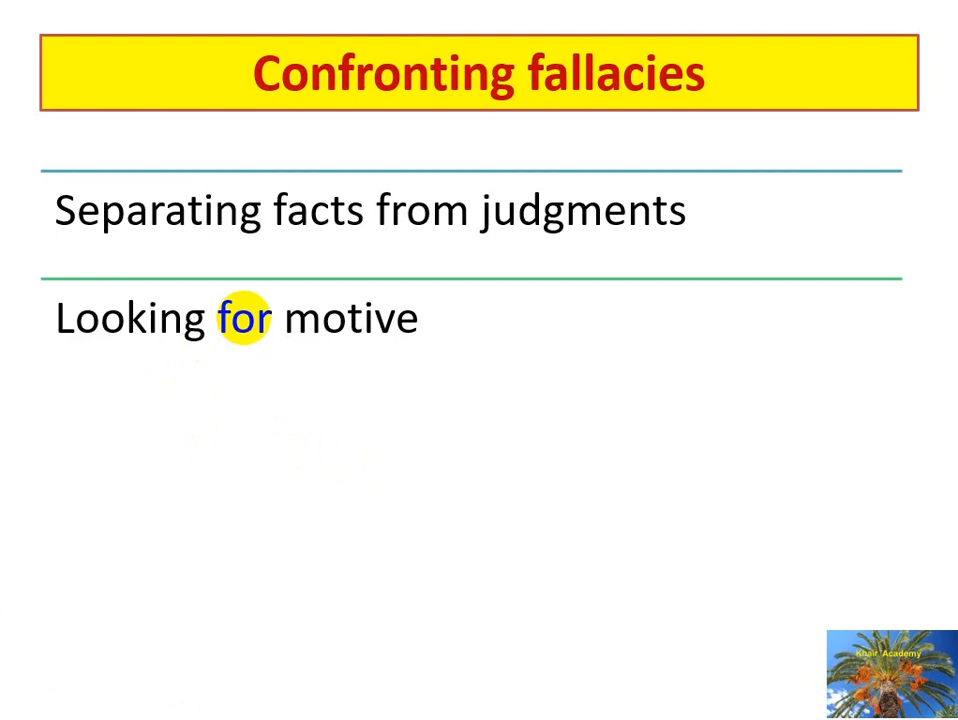 Confronting fallacies
Separating facts from judgments
Looking for motive
Khair Academy